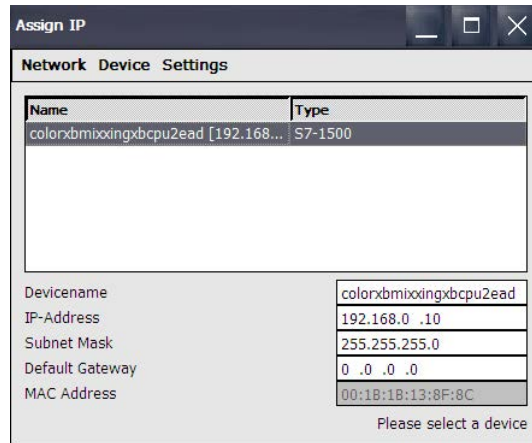 Assign IP
Network Device Settings
Name Type
colorxbmixxingxbcpu2ead [192.168... S7-1500
Devicename colorxbmixxingxbcpu2ead
IP-Address 192.168.0 .10
Subnet Mask 255.255.255.0
Default Gateway 0 .0 .0 .0
MAC Address 00:1B:1B:13:8F:8C
Please select a device